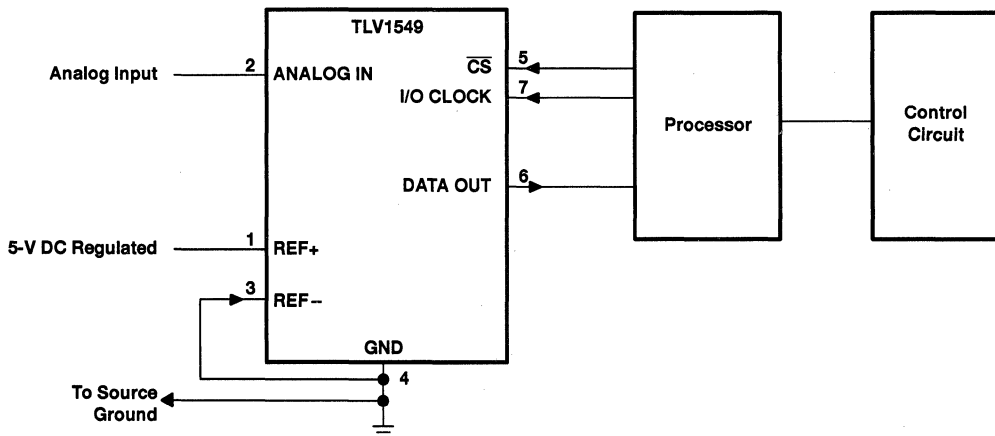 TLV1549
Analog Input
2
ANALOG IN
CS
5
I/O CLOCK
7
Processor
Control
Circuit
DATA OUT
6
5-V DC Regulated
1
REF+
3
REF–
GND
4
To Source
Ground